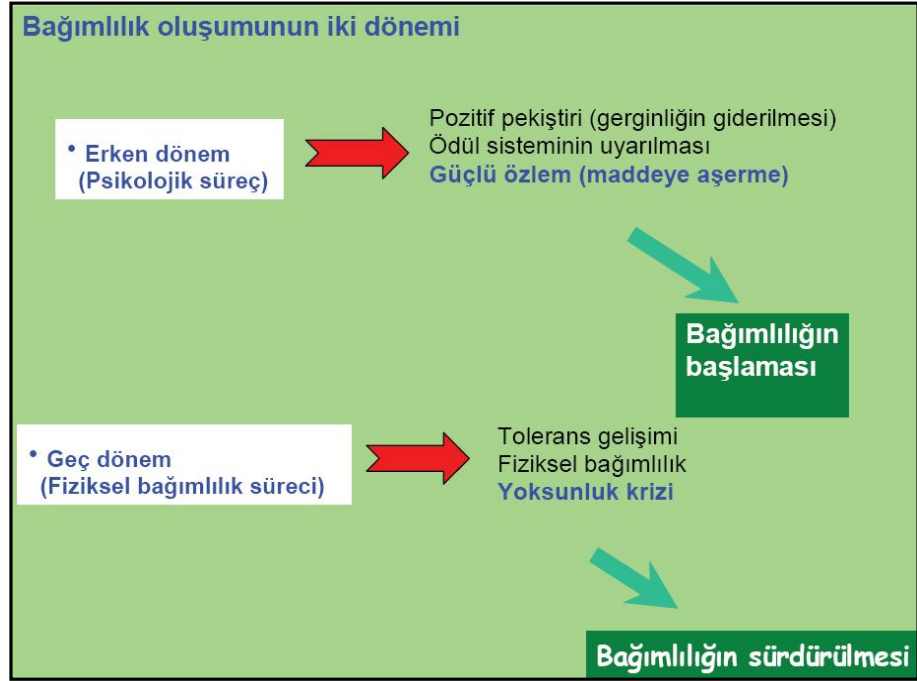 Bağımlılık oluşumunun iki dönemi
• Erken dönem
(Psikolojik süreç)
Pozitif pekiştiri (gerginliğin giderilmesi)
Ödül sisteminin uyarılması
Güçlü özlem (maddeye aşerme)
Bağımlılığın
başlaması
• Geç dönem
(Fiziksel bağımlılık süreci)
Tolerans gelişimi
Fiziksel bağımlılık
Yoksunluk krizi
Bağımlılığın sürdürülmesi